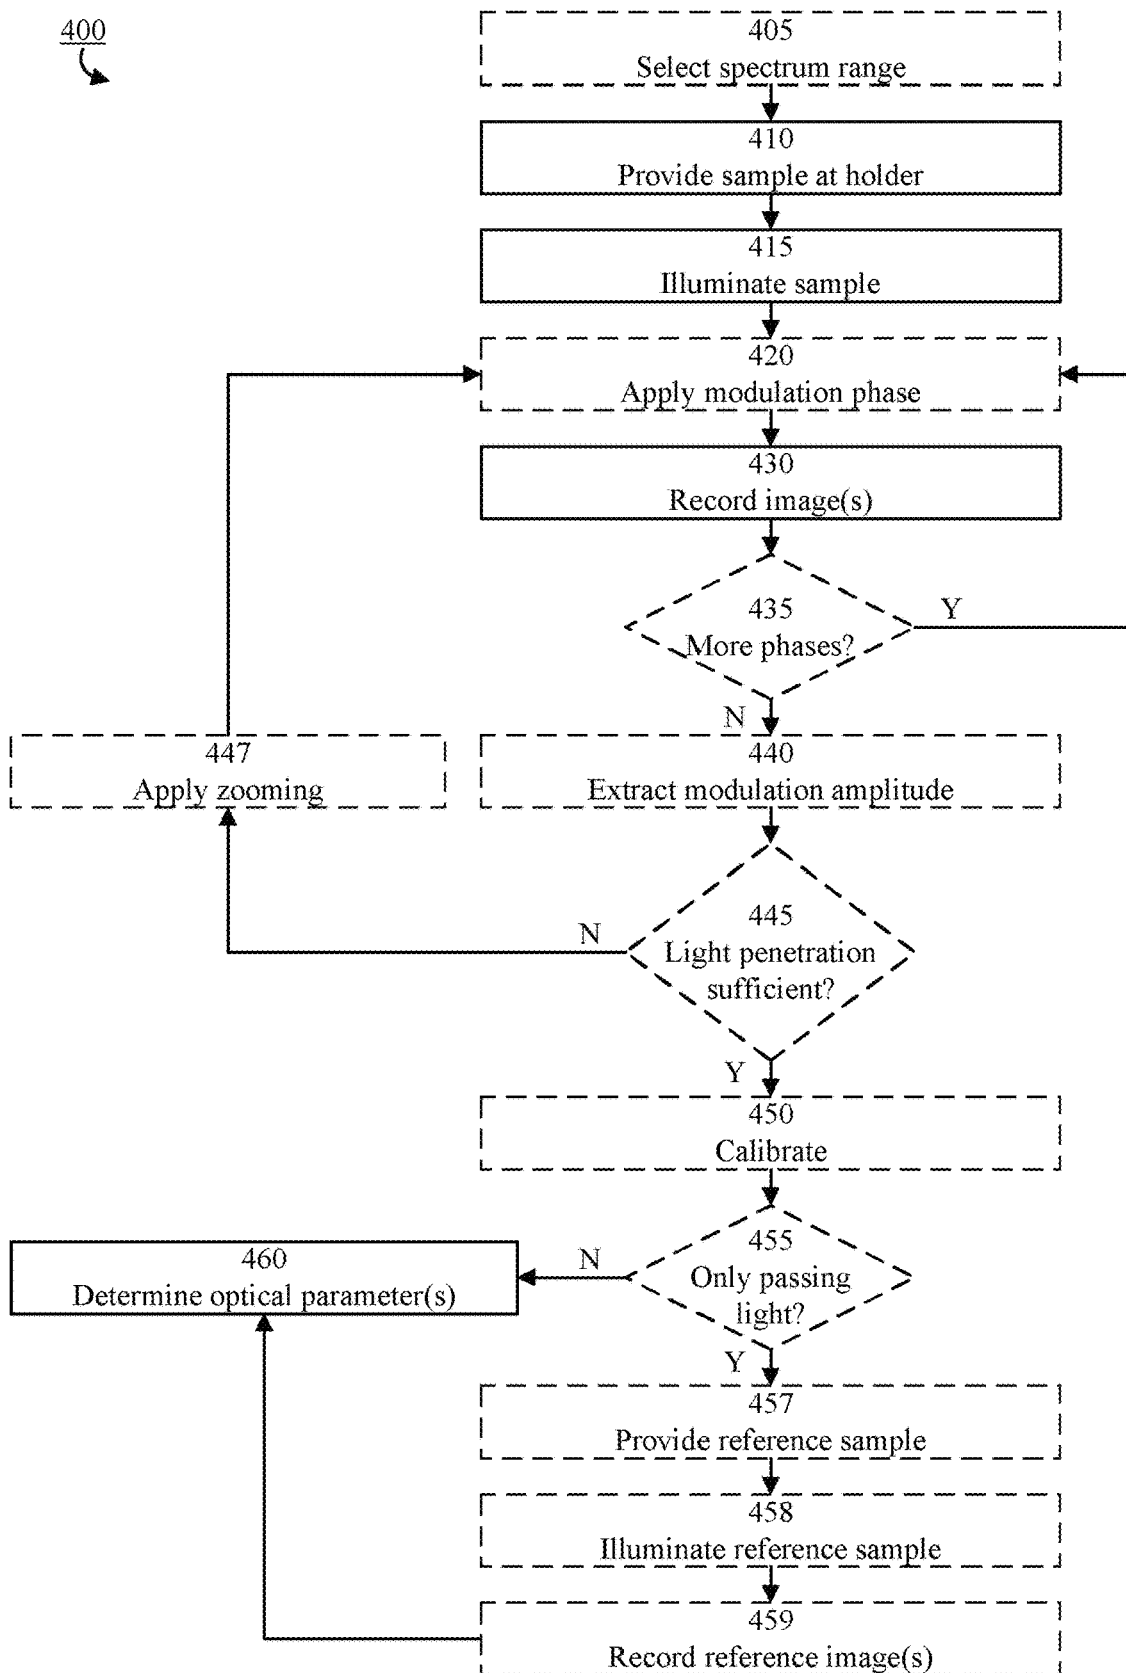 400
405
Select spectrum range
410
Provide sample at holder
415
Illuminate sample
420
Apply modulation phase
430
Record image(s)
435
More phases?
Y
N
447
Apply zooming
440
Extract modulation amplitude
445
Light penetration
sufficient?
N
Y
450
Calibrate
455
Only passing
light?
N
Y
460
Determine optical parameter(s)
457
Provide reference sample
458
Illuminate reference sample
459
Record reference image(s)